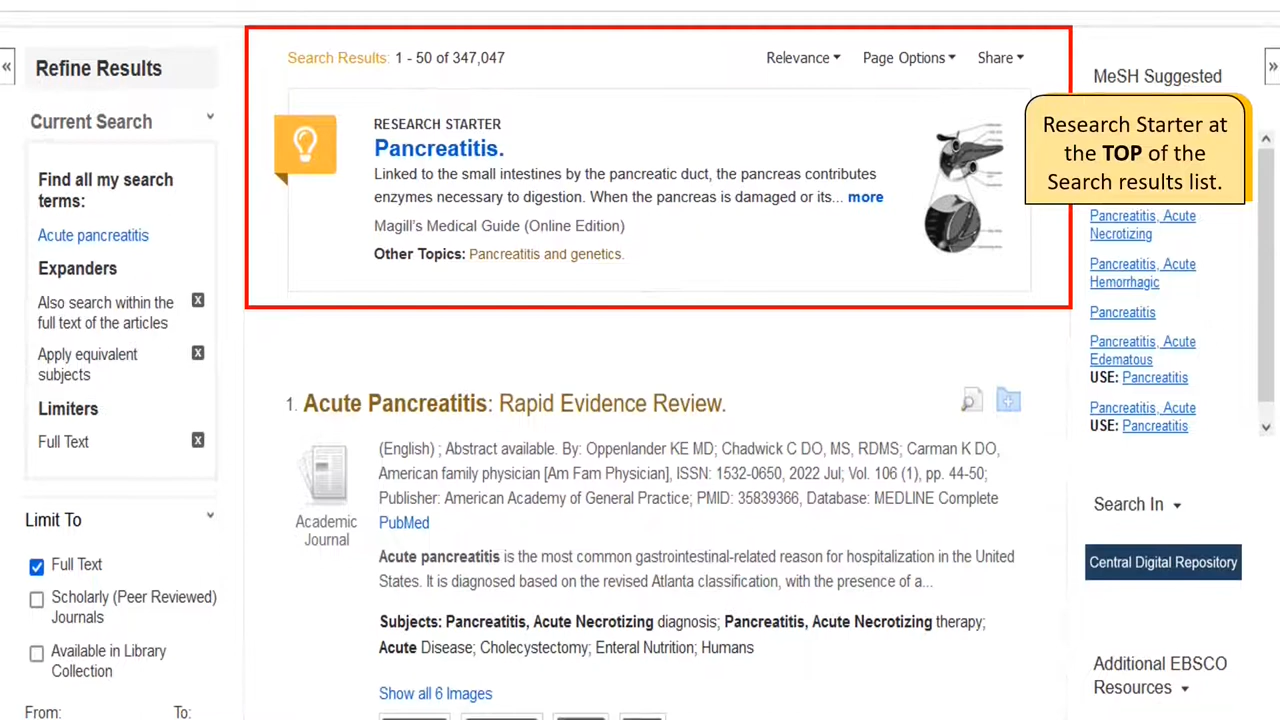 «
Refine Results
Current Search
Find all my search
terms:
Acute pancreatitis
Expanders
Also search within the
full text of the articles
x
Apply equivalent
subjects
x
Limiters
Full Text
x
Limit To
Full Text
Scholarly (Peer Reviewed)
Journals
Available in Library
Collection
From:
To:
Search Results: 1 - 50 of 347,047
Relevance
Page Options
Share
RESEARCH STARTER
Pancreatitis.
Linked to the small intestines by the pancreatic duct, the pancreas contributes
enzymes necessary to digestion. When the pancreas is damaged or its... more
Magill's Medical Guide (Online Edition)
Other Topics: Pancreatitis and genetics.
1. Acute Pancreatitis: Rapid Evidence Review.
Academic
Journal
(English) ; Abstract available. By: Oppenlander KE MD; Chadwick C DO, MS, RDMS; Carman K DO,
American family physician [Am Fam Physician], ISSN: 1532-0650, 2022 Jul; Vol. 106 (1), pp. 44-50;
Publisher: American Academy of General Practice; PMID: 35839366, Database: MEDLINE Complete
PubMed
Acute pancreatitis is the most common gastrointestinal-related reason for hospitalization in the United
States. It is diagnosed based on the revised Atlanta classification, with the presence of a...
Subjects: Pancreatitis, Acute Necrotizing diagnosis; Pancreatitis, Acute Necrotizing therapy;
Acute Disease; Cholecystectomy; Enteral Nutrition; Humans
Show all 6 Images
»
MeSH Suggested
Research Starter at
the TOP of the
Search results list.
Pancreatitis, Acute
Necrotizing
Pancreatitis, Acute
Hemorrhagic
Pancreatitis
Pancreatitis, Acute
Edematous
USE: Pancreatitis
Pancreatitis, Acute
USE: Pancreatitis
Search In
Central Digital Repository
Additional EBSCO
Resources